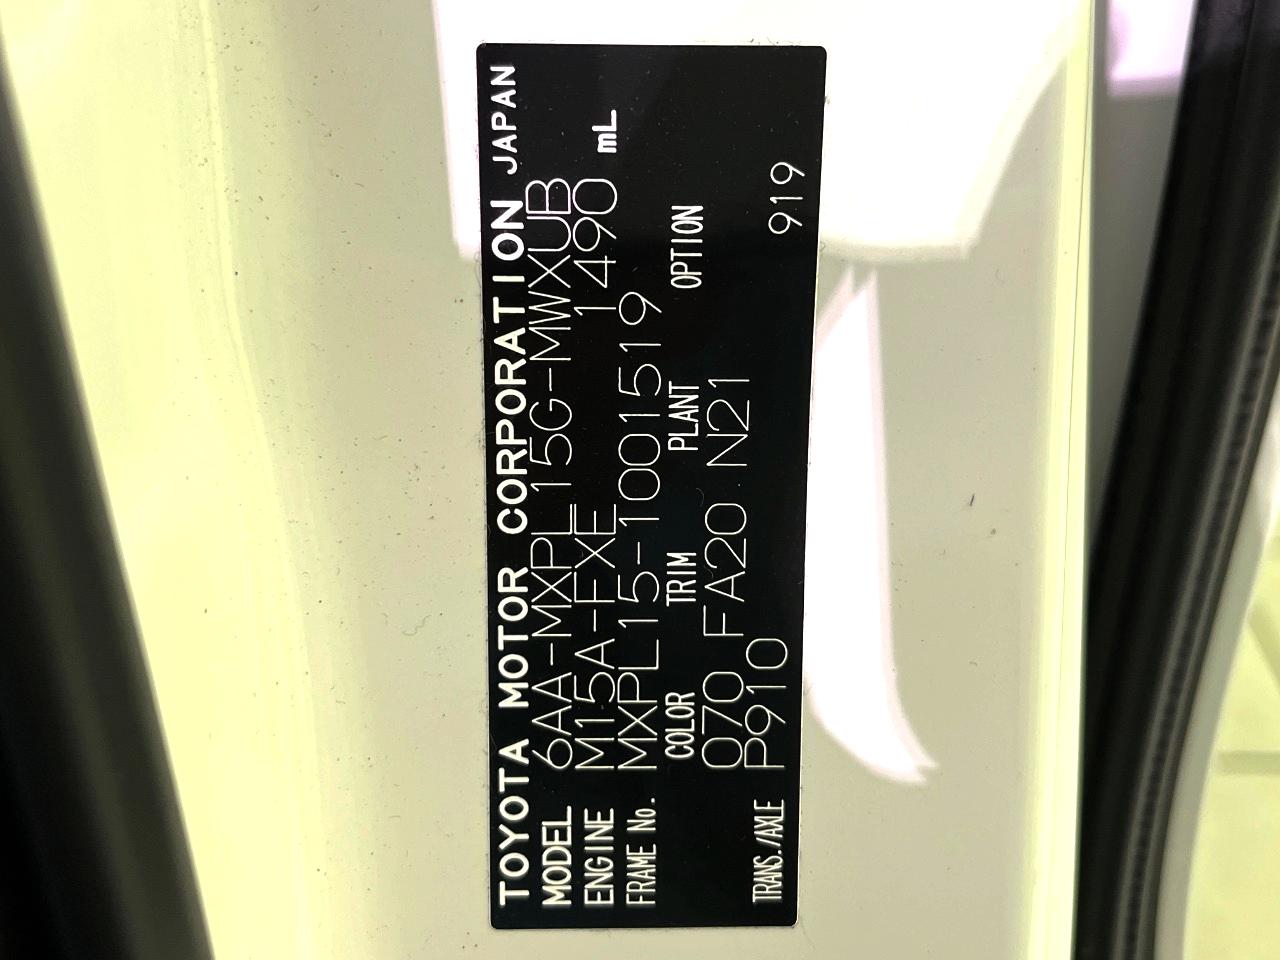 TOYOTA MOTOR CORPORATION JAPAN
MODEL 6AA-MXPL15G-MWXUB
ENGINE M15A-FXE 1490 mL
FRAME No. MXPL15-1001519
COLOR TRIM PLANT OPTION
070 FA20 N21
TRANS./AXLE P910 919